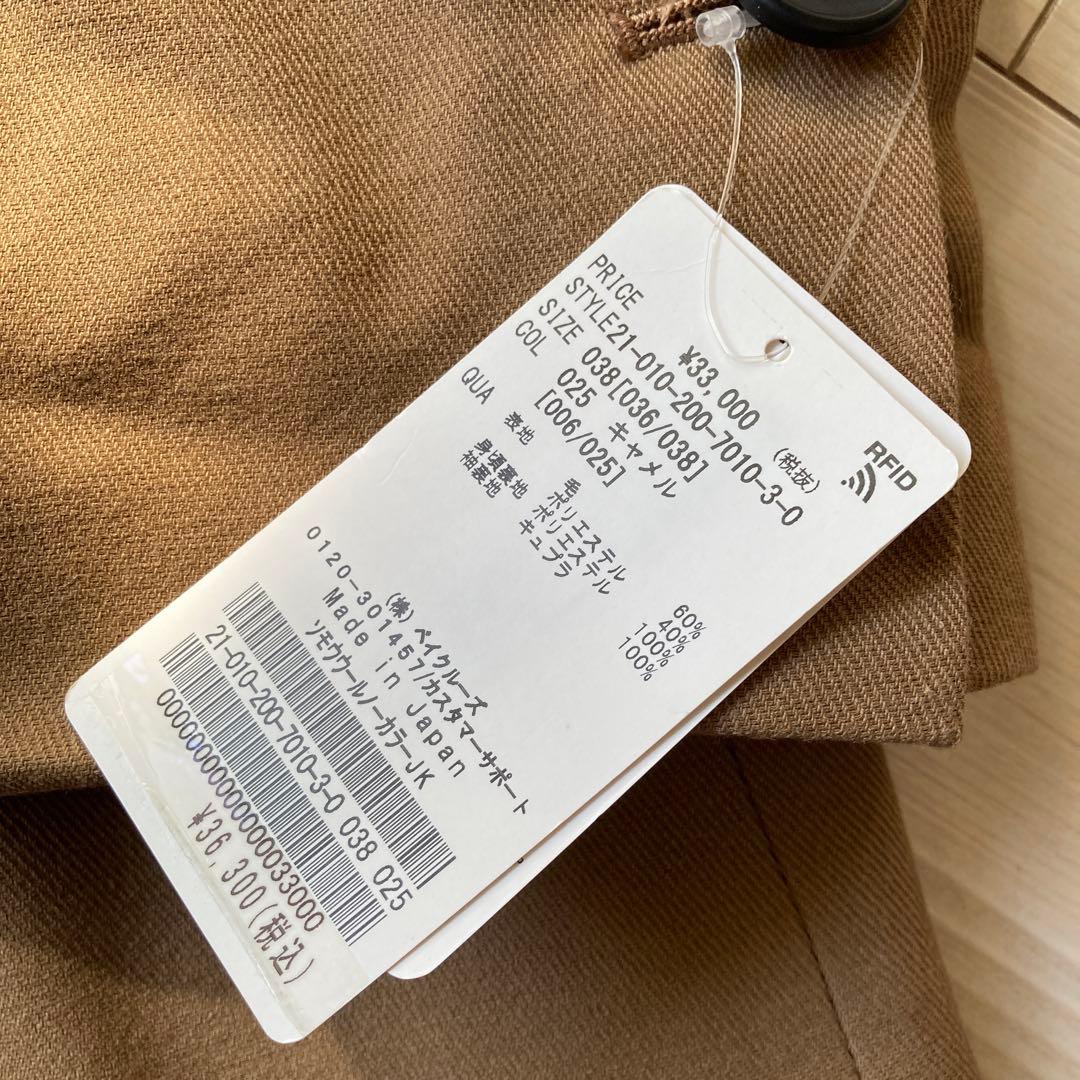 RFID
PRICE ¥33,000 (税抜)
STYLE21-010-200-7010-3-0
SIZE 038[036/038]
COL 025 キャメル
[006/025]
QUA 表地 毛 60%
ポリエステル 40%
身頃裏地 ポリエステル 100%
袖裏地 キュプラ 100%
(株) ベイクルーズ
0120-301457/カスタマーサポート
Made in Japan
ソモウウールノーカラーJK
21-010-200-7010-3-0 038 025
¥36,300(税込)